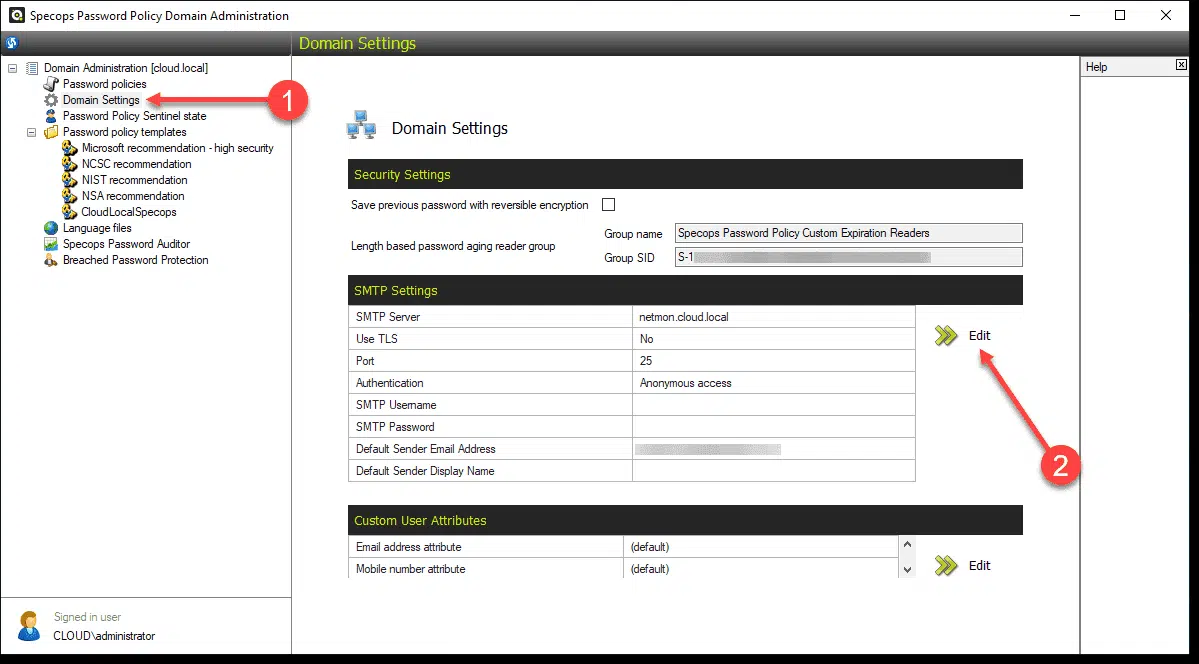 Specops Password Policy Domain Administration
Domain Settings
Help
Domain Administration [cloud.local]
Password policies
Domain Settings
1
Password Policy Sentinel state
Password policy templates
Microsoft recommendation - high security
NCSC recommendation
NIST recommendation
NSA recommendation
CloudLocalSpecops
Language files
Specops Password Auditor
Breached Password Protection
Signed in user
CLOUD\administrator
Domain Settings
Security Settings
Save previous password with reversible encryption
Length based password aging reader group
Group name Specops Password Policy Custom Expiration Readers
Group SID S-1
SMTP Settings
SMTP Server netmon.cloud.local
Use TLS No
Port 25
Authentication Anonymous access
SMTP Username
SMTP Password
Default Sender Email Address
Default Sender Display Name
Edit
2
Custom User Attributes
Email address attribute (default)
Mobile number attribute (default)
Edit